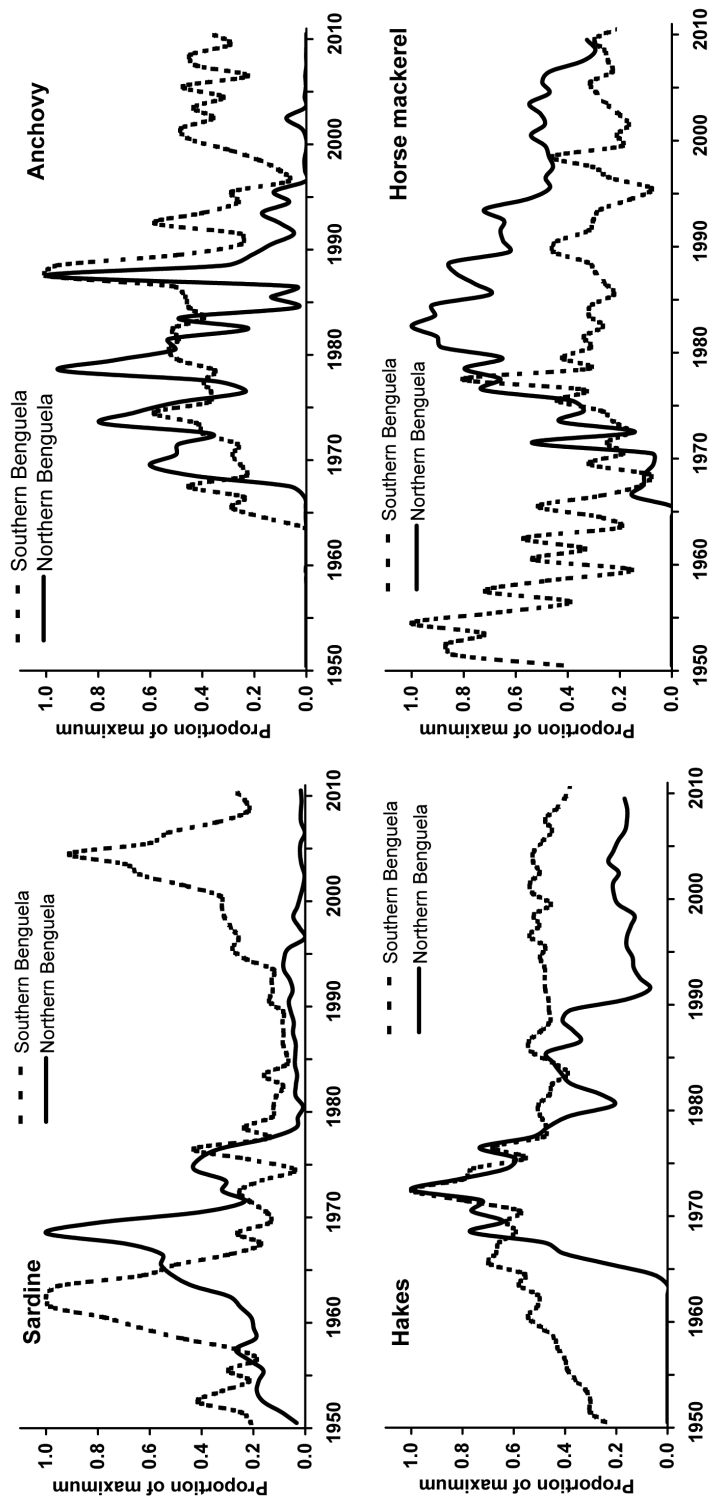 Sardine
Southern Benguela
Northern Benguela
Proportion of maximum
1.0
0.8
0.6
0.4
0.2
0.0
1950 1960 1970 1980 1990 2000 2010
Anchovy
Southern Benguela
Northern Benguela
Proportion of maximum
1.0
0.8
0.6
0.4
0.2
0.0
1950 1960 1970 1980 1990 2000 2010
Hakes
Southern Benguela
Northern Benguela
Proportion of maximum
1.0
0.8
0.6
0.4
0.2
0.0
1950 1960 1970 1980 1990 2000 2010
Horse mackerel
Southern Benguela
Northern Benguela
Proportion of maximum
1.0
0.8
0.6
0.4
0.2
0.0
1950 1960 1970 1980 1990 2000 2010